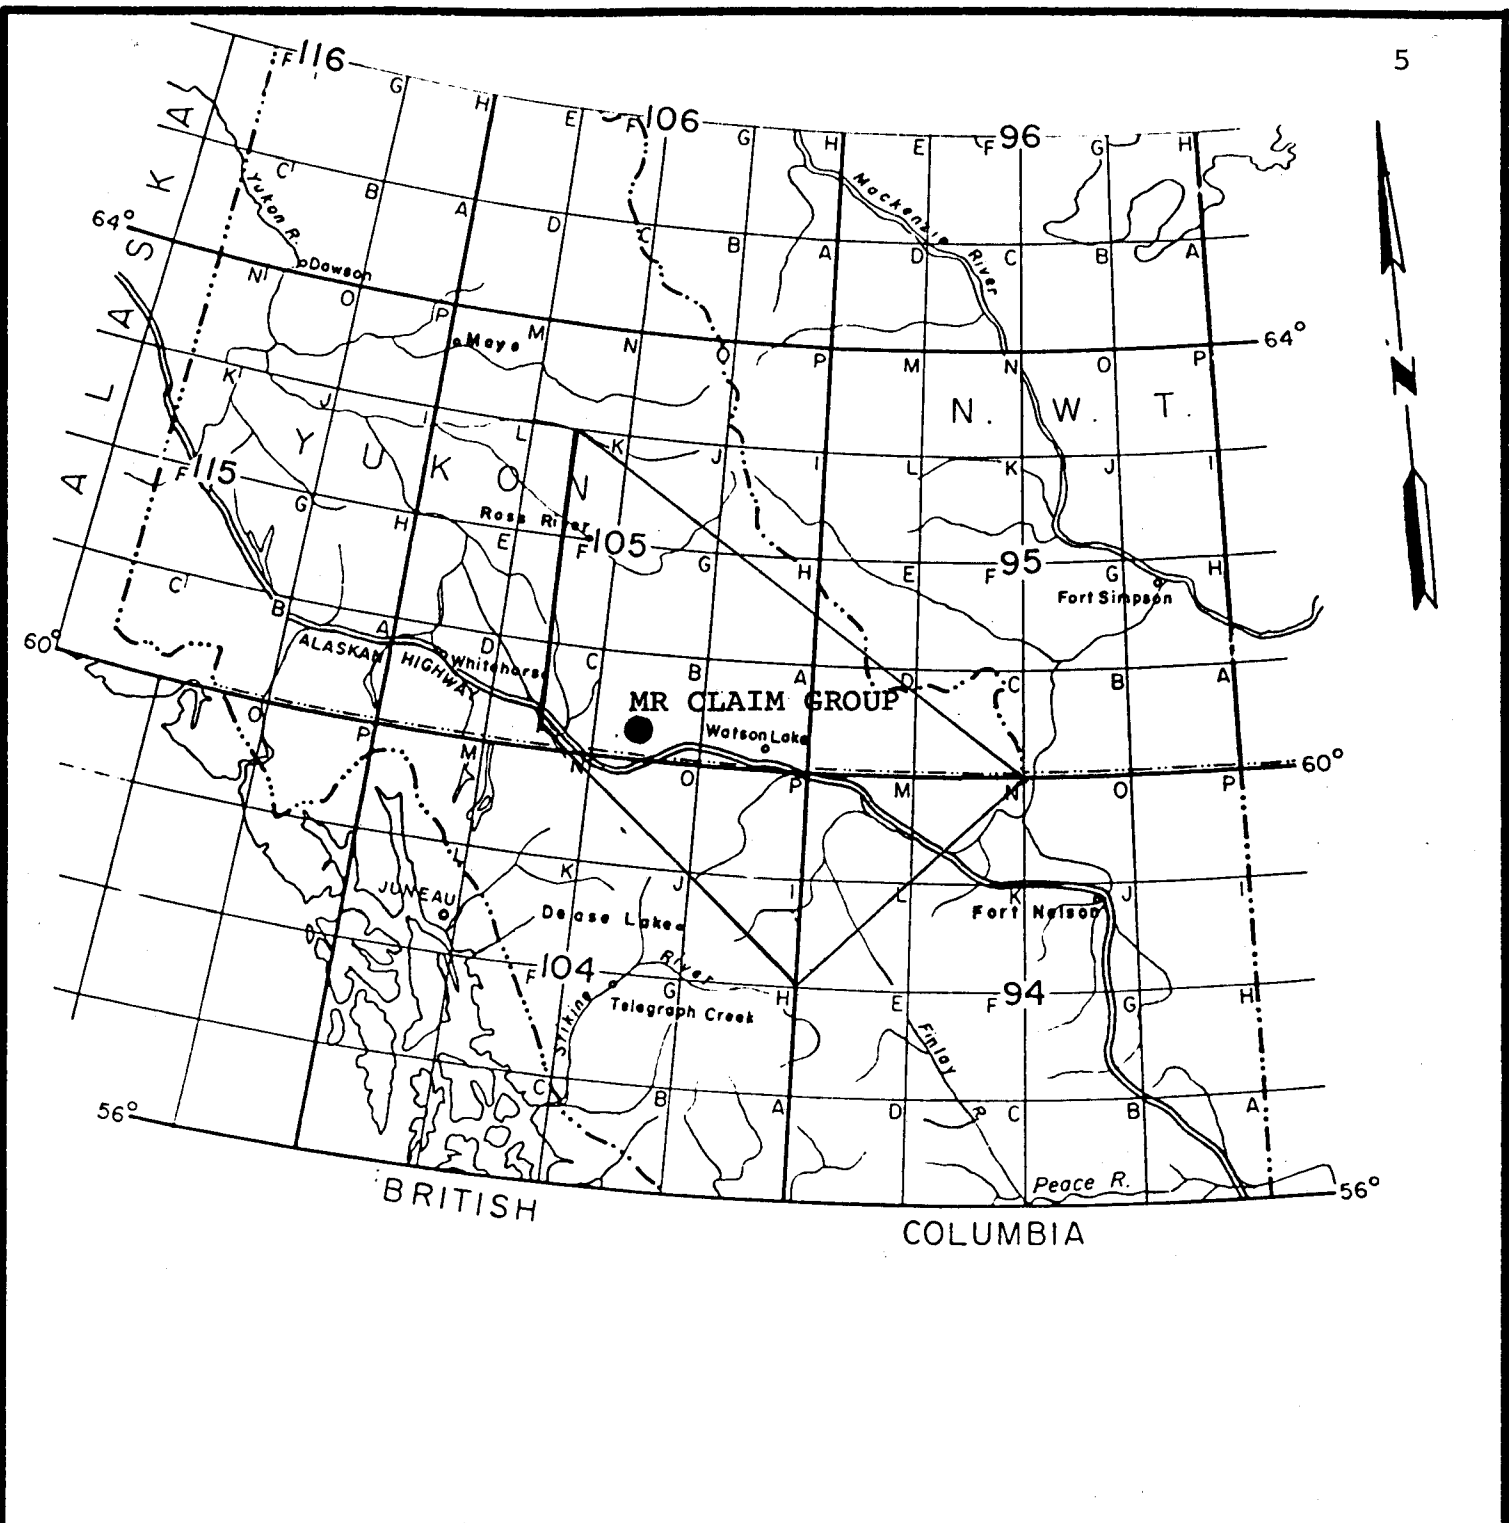 5
F 116
G
H
E
F 106
G
H
E
F 96
G
H
ALASKA
Yukon R.
C
B
A
D
C
B
A
D
C
B
A
Mackenzie River
64°
Dawson
N
O
P
M
N
O
P
M
N
O
P
64°
Mayo
K
J
I
L
K
J
I
L
K
J
I
YUKON
N. W. T.
F 115
G
H
Ross River
E
F 105
G
H
E
F 95
G
H
Fort Simpson
C
B
A
D
C
B
A
D
C
B
A
60°
ALASKAN HIGHWAY
Whitehorse
MR CLAIM GROUP
Watson Lake
O
P
M
N
O
P
M
N
O
P
60°
L
K
J
I
L
K
J
I
JUNEAU
Dease Lake
Fort Nelson
F 104
G
H
E
F 94
G
H
Stikine River
Telegraph Creek
Finlay R.
C
B
A
D
C
B
A
56°
Peace R.
56°
BRITISH
COLUMBIA
N